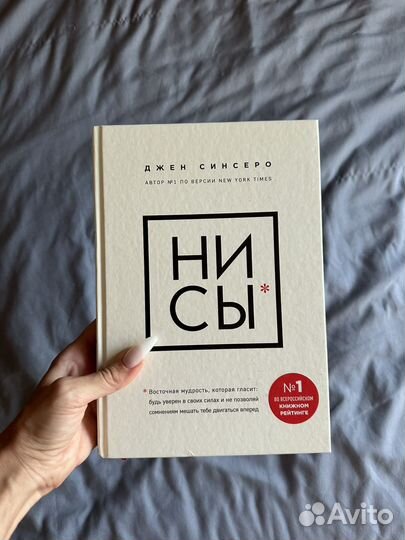 ДЖЕН СИНСЕРО
АВТОР №1 ПО ВЕРСИИ NEW YORK TIMES
НИ
СЫ*
* Восточная мудрость, которая гласит:
будь уверен в своих силах и не позволяй
сомнениям мешать тебе двигаться вперед
№1
ВО ВСЕРОССИЙСКОМ
КНИЖНОМ
РЕЙТИНГЕ
Avito